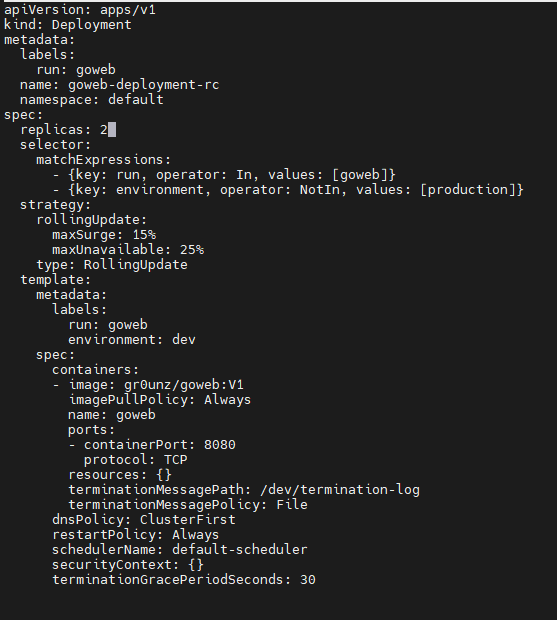 apiVersion: apps/v1
kind: Deployment
metadata:
  labels:
    run: goweb
  name: goweb-deployment-rc
  namespace: default
spec:
  replicas: 2
  selector:
    matchExpressions:
      - {key: run, operator: In, values: [goweb]}
      - {key: environment, operator: NotIn, values: [production]}
  strategy:
    rollingUpdate:
      maxSurge: 15%
      maxUnavailable: 25%
    type: RollingUpdate
  template:
    metadata:
      labels:
        run: goweb
        environment: dev
    spec:
      containers:
      - image: gr0unz/goweb:V1
        imagePullPolicy: Always
        name: goweb
        ports:
        - containerPort: 8080
          protocol: TCP
        resources: {}
        terminationMessagePath: /dev/termination-log
        terminationMessagePolicy: File
      dnsPolicy: ClusterFirst
      restartPolicy: Always
      schedulerName: default-scheduler
      securityContext: {}
      terminationGracePeriodSeconds: 30